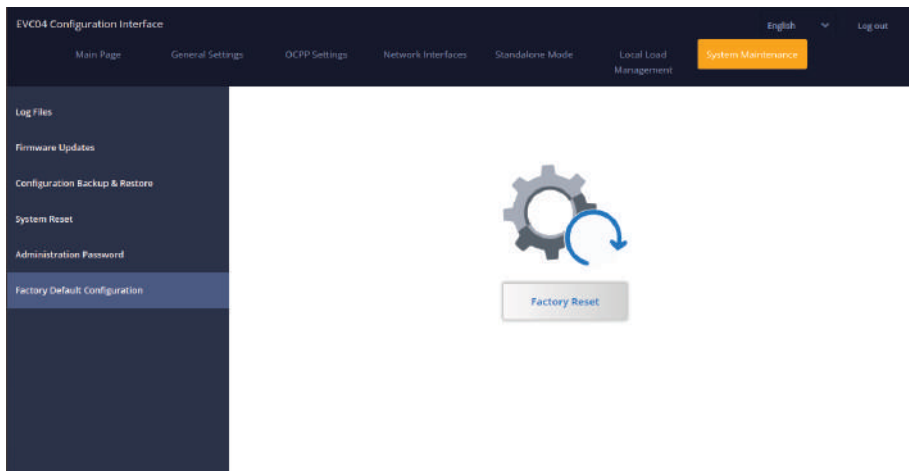 EVC04 Configuration Interface
English
Log out
Main Page
General Settings
OCPP Settings
Network Interfaces
Standalone Mode
Local Load
Management
System Maintenance
Log Files
Firmware Updates
Configuration Backup & Restore
System Reset
Administration Password
Factory Default Configuration
Factory Reset